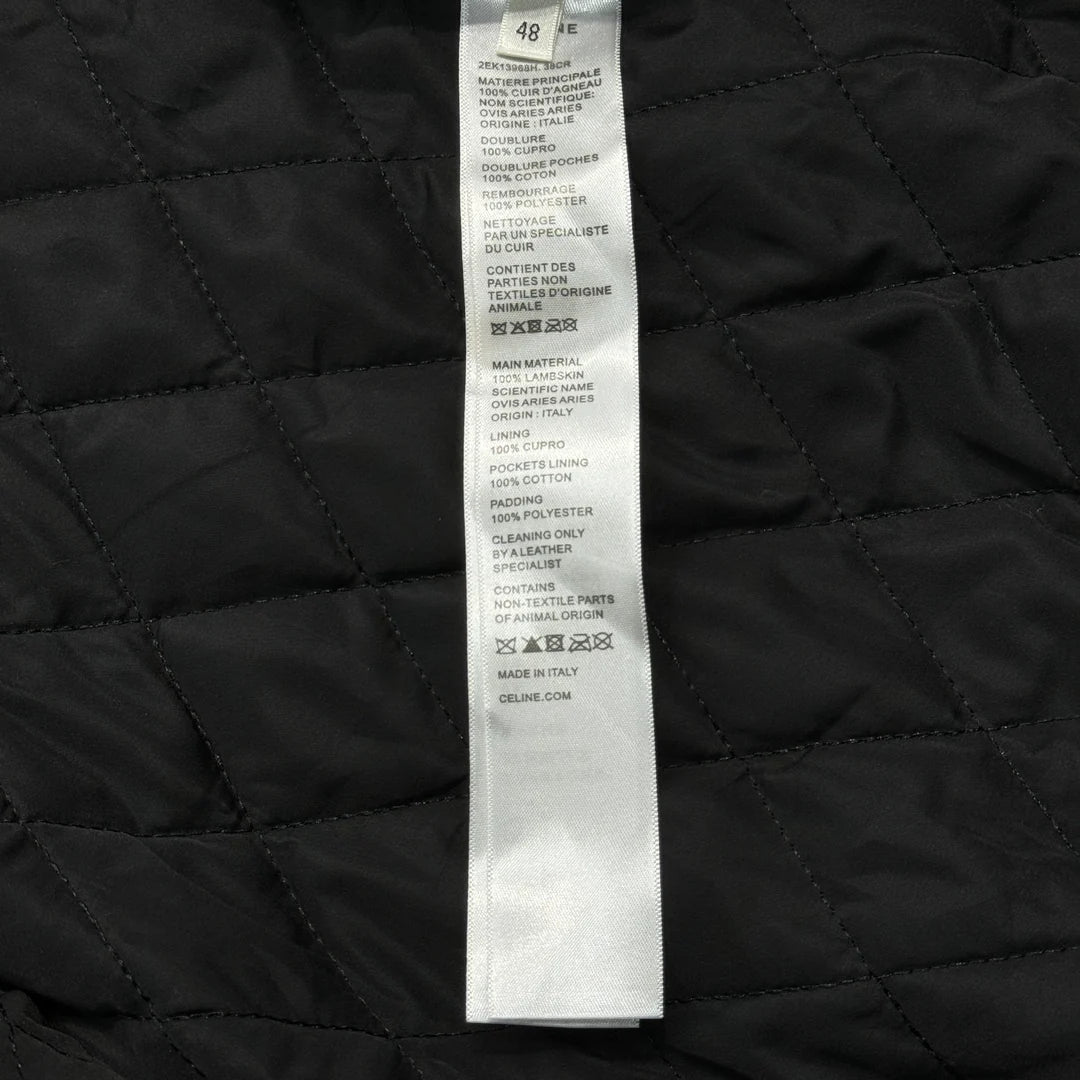 48
NE
2EK13968H. 38CR
MATIERE PRINCIPALE
100% CUIR D'AGNEAU
NOM SCIENTIFIQUE:
OVIS ARIES ARIES
ORIGINE : ITALIE
DOUBLURE
100% CUPRO
DOUBLURE POCHES
100% COTON
REMBOURRAGE
100% POLYESTER
NETTOYAGE
PAR UN SPECIALISTE
DU CUIR
CONTIENT DES
PARTIES NON
TEXTILES D'ORIGINE
ANIMALE
MAIN MATERIAL
100% LAMBSKIN
SCIENTIFIC NAME
OVIS ARIES ARIES
ORIGIN : ITALY
LINING
100% CUPRO
POCKETS LINING
100% COTTON
PADDING
100% POLYESTER
CLEANING ONLY
BY A LEATHER
SPECIALIST
CONTAINS
NON-TEXTILE PARTS
OF ANIMAL ORIGIN
MADE IN ITALY
CELINE.COM